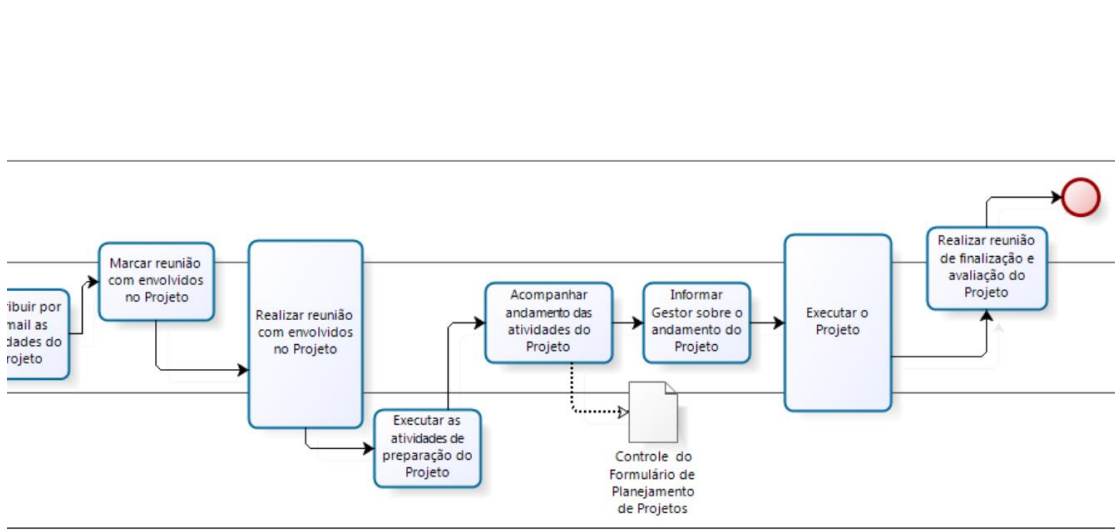 ribuir por
mail as
dades do
rojeto
Marcar reunião
com envolvidos
no Projeto
Realizar reunião
com envolvidos
no Projeto
Executar as
atividades de
preparação do
Projeto
Acompanhar
andamento das
atividades do
Projeto
Informar
Gestor sobre o
andamento do
Projeto
Controle do
Formulário de
Planejamento
de Projetos
Executar o
Projeto
Realizar reunião
de finalização e
avaliação do
Projeto